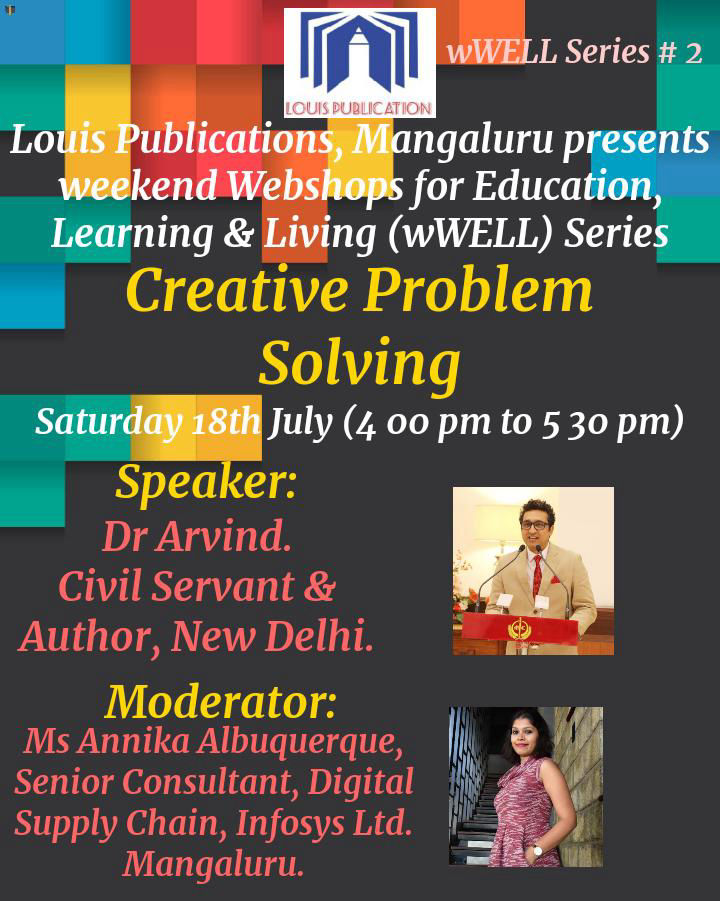 LOUIS PUBLICATION
wWELL Series # 2
Louis Publications, Mangaluru presents
weekend Webshops for Education,
Learning & Living (wWELL) Series
Creative Problem
Solving
Saturday 18th July (4 00 pm to 5 30 pm)
Speaker:
Dr Arvind.
Civil Servant &
Author, New Delhi.
Moderator:
Ms Annika Albuquerque,
Senior Consultant, Digital
Supply Chain, Infosys Ltd.
Mangaluru.